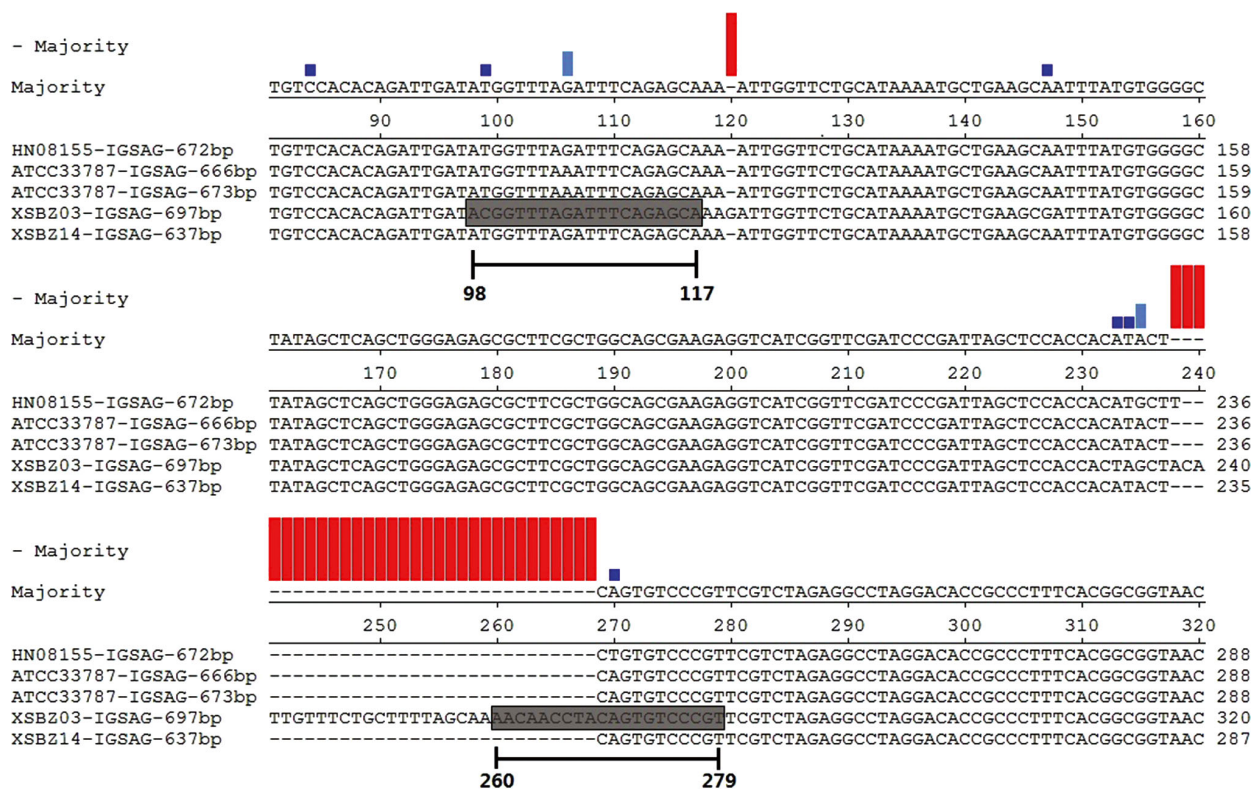 - Majority
Majority TGTCCACACAGATTGATATGGTTTAGATTTCAGAGCAAA-ATTGGTTCTGCATAAAATGCTGAAGCAATTTATGTGGGGC
90 100 110 120 130 140 150 160
HN08155-IGSAG-672bp TGTTCACACAGATTGATATGGTTTAGATTTCAGAGCAAA-ATTGGTTCTGCATAAAATGCTGAAGCAATTTATGTGGGGC 158
ATCC33787-IGSAG-666bp TGTCCACACAGATTGATATGGTTTAAATTTCAGAGCAAA-ATTGGTTCTGCATAAAATGCTGAAGCAATTTATGTGGGGC 159
ATCC33787-IGSAG-673bp TGTCCACACAGATTGATATGGTTTAAATTTCAGAGCAAA-ATTGGTTCTGCATAAAATGCTGAAGCAATTTATGTGGGGC 159
XSBZ03-IGSAG-697bp TGTCCACACAGATTGATACGGTTTAGATTTCAGAGCAAAGATTGGTTCTGCATAAAATGCTGAAGCGATTTATGTGGGGC 160
XSBZ14-IGSAG-637bp TGTCCACACAGATTGATATGGTTTAGATTTCAGAGCAAA-ATTGGTTCTGCATAAAATGCTGAAGCAATTTATGTGGGGC 158
98 117
- Majority
Majority TATAGCTCAGCTGGGAGAGCGCTTCGCTGGCAGCGAAGAGGTCATCGGTTCGATCCCGATTAGCTCCACCACATACT---
170 180 190 200 210 220 230 240
HN08155-IGSAG-672bp TATAGCTCAGCTGGGAGAGCGCTTCGCTGGCAGCGAAGAGGTCATCGGTTCGATCCCGATTAGCTCCACCACATGCTT-- 236
ATCC33787-IGSAG-666bp TATAGCTCAGCTGGGAGAGCGCTTCGCTGGCAGCGAAGAGGTCATCGGTTCGATCCCGATTAGCTCCACCACATACT--- 236
ATCC33787-IGSAG-673bp TATAGCTCAGCTGGGAGAGCGCTTCGCTGGCAGCGAAGAGGTCATCGGTTCGATCCCGATTAGCTCCACCACATACT--- 236
XSBZ03-IGSAG-697bp TATAGCTCAGCTGGGAGAGCGCTTCGCTGGCAGCGAAGAGGTCATCGGTTCGATCCCGATTAGCTCCACCACTAGCTACA 240
XSBZ14-IGSAG-637bp TATAGCTCAGCTGGGAGAGCGCTTCGCTGGCAGCGAAGAGGTCATCGGTTCGATCCCGATTAGCTCCACCACATACT--- 235
- Majority
Majority ----------------------------CAGTGTCCCGTTCGTCTAGAGGCCTAGGACACCGCCCTTTCACGGCGGTAAC
250 260 270 280 290 300 310 320
HN08155-IGSAG-672bp ----------------------------CTGTGTCCCGTTCGTCTAGAGGCCTAGGACACCGCCCTTTCACGGCGGTAAC 288
ATCC33787-IGSAG-666bp ----------------------------CAGTGTCCCGTTCGTCTAGAGGCCTAGGACACCGCCCTTTCACGGCGGTAAC 288
ATCC33787-IGSAG-673bp ----------------------------CAGTGTCCCGTTCGTCTAGAGGCCTAGGACACCGCCCTTTCACGGCGGTAAC 288
XSBZ03-IGSAG-697bp TTGTTTCTGCTTTTAGCAAAACAACCTACAGTGTCCCGTTCGTCTAGAGGCCTAGGACACCGCCCTTTCACGGCGGTAAC 320
XSBZ14-IGSAG-637bp ----------------------------CAGTGTCCCGTTCGTCTAGAGGCCTAGGACACCGCCCTTTCACGGCGGTAAC 287
260 279